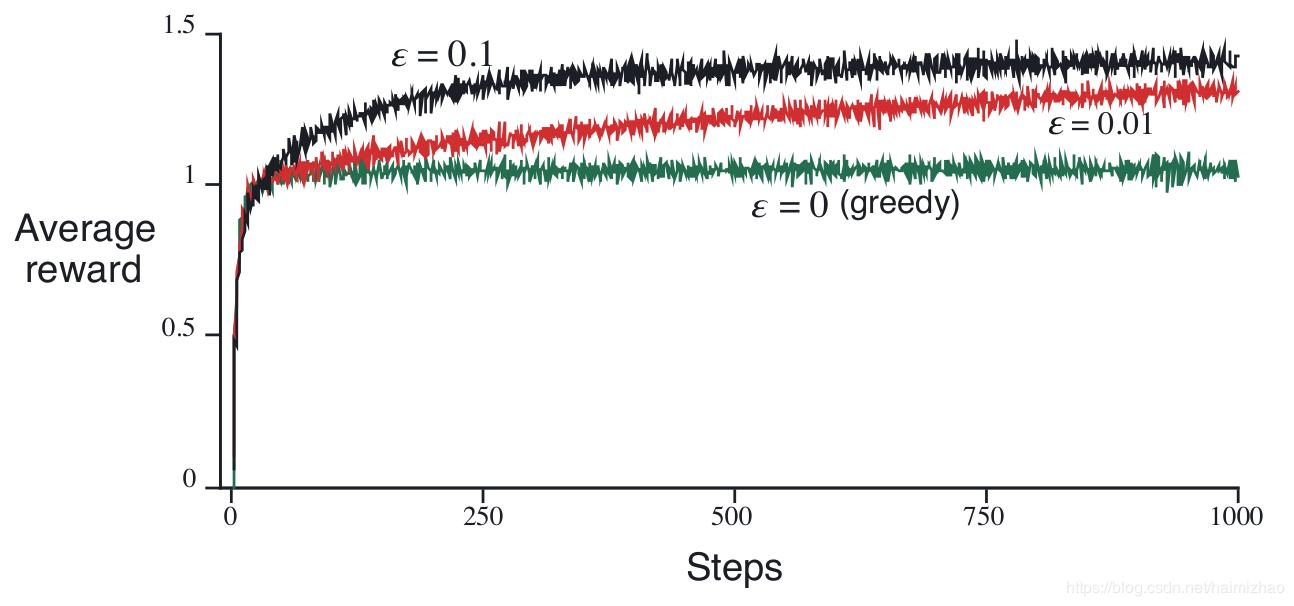 1.5
ε = 0.1
ε = 0.01
1
ε = 0 (greedy)
Average
reward
0.5
0
0 250 500 750 1000
Steps
https://blog.csdn.net/haimizhao